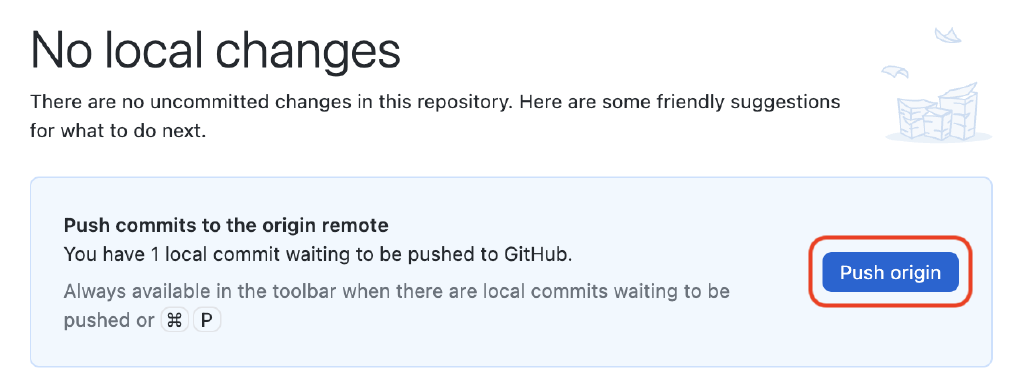 No local changes
There are no uncommitted changes in this repository. Here are some friendly suggestions
for what to do next.
Push commits to the origin remote
You have 1 local commit waiting to be pushed to GitHub.
Always available in the toolbar when there are local commits waiting to be
pushed or ⌘ P
Push origin